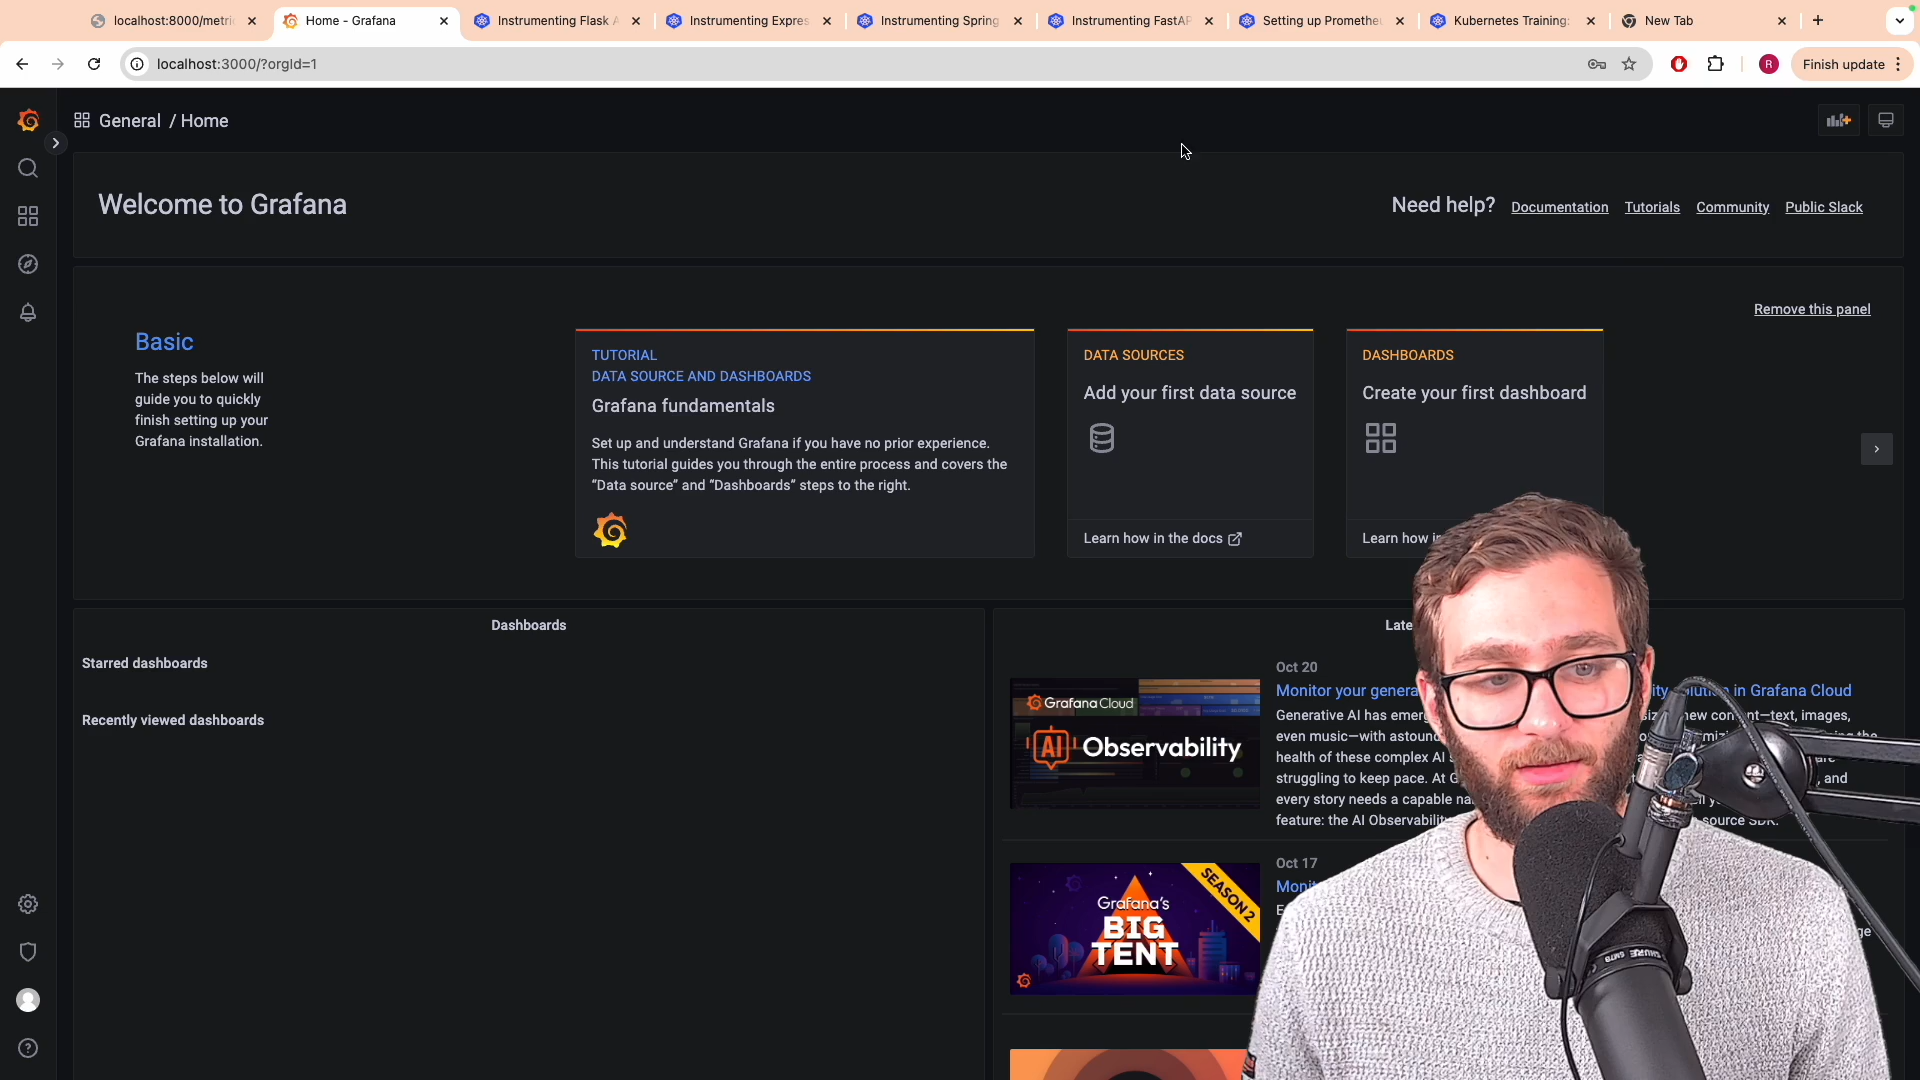 localhost:8000/metri
Home - Grafana
Instrumenting Flask A
Instrumenting Expres
Instrumenting Spring
Instrumenting FastAP
Setting up Promethe
Kubernetes Training:
New Tab
localhost:3000/?orgId=1
R
Finish update
General / Home
Welcome to Grafana
Need help? Documentation Tutorials Community Public Slack
Remove this panel
Basic
The steps below will
guide you to quickly
finish setting up your
Grafana installation.
TUTORIAL
DATA SOURCE AND DASHBOARDS
Grafana fundamentals
Set up and understand Grafana if you have no prior experience.
This tutorial guides you through the entire process and covers the
“Data source” and “Dashboards” steps to the right.
DATA SOURCES
Add your first data source
Learn how in the docs
DASHBOARDS
Create your first dashboard
Learn how
Dashboards
Starred dashboards
Recently viewed dashboards
Late
Oct 20
Monitor your genera in Grafana Cloud
Generative AI has emerg text, images,
even music—with astound the
health of these complex AI s
struggling to keep pace. At G and
every story needs a capable na
feature: the AI Observability source SDK.
Grafana Cloud
AI Observability
Oct 17
Moni
E
Grafana's
BIG
TENT
SEASON 2
SHURE SM7B